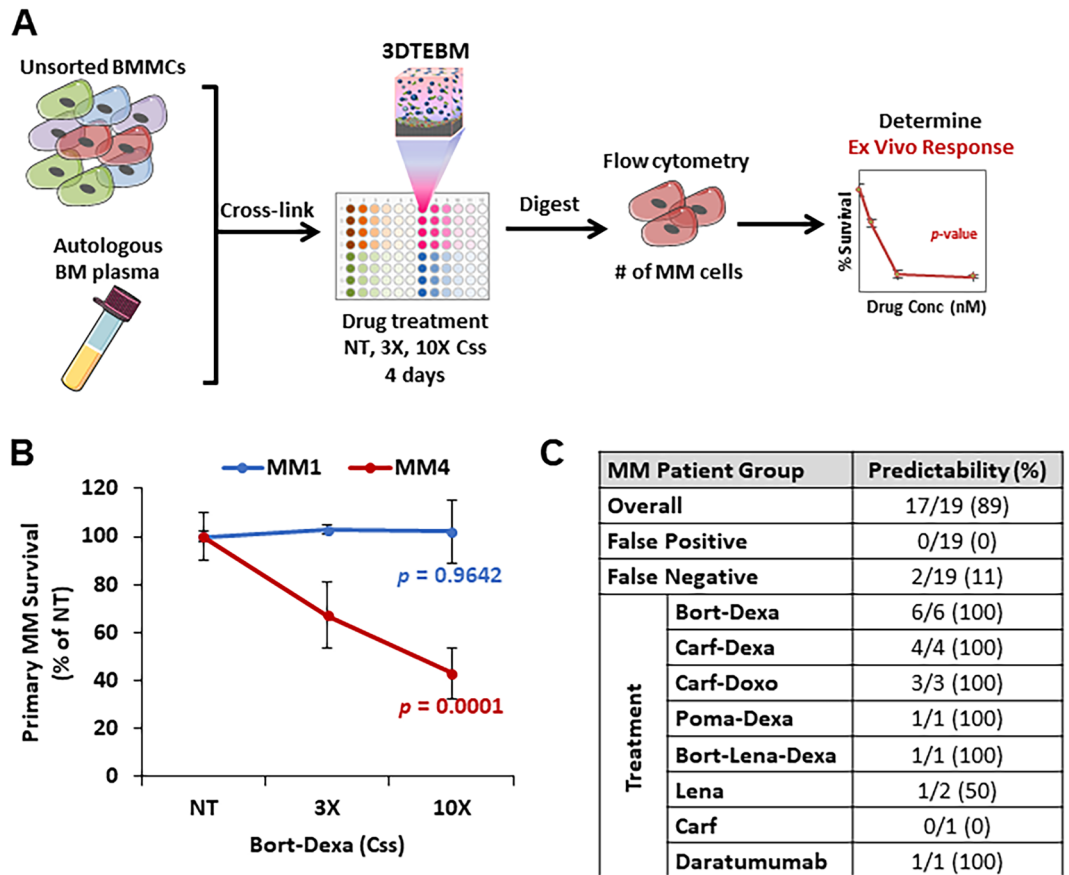 A
Unsorted BMMCs
Autologous
BM plasma
Cross-link
3DTEBM
Drug treatment
NT, 3X, 10X Css
4 days
Digest
Flow cytometry
# of MM cells
Determine
Ex Vivo Response
% Survival
p-value
Drug Conc (nM)
B
MM1 MM4
Primary MM Survival
(% of NT)
120
100
80
60
40
20
0
p = 0.9642
p = 0.0001
NT 3X 10X
Bort-Dexa (Css)
C
MM Patient Group Predictability (%)
Overall 17/19 (89)
False Positive 0/19 (0)
False Negative 2/19 (11)
Treatment
Bort-Dexa 6/6 (100)
Carf-Dexa 4/4 (100)
Carf-Doxo 3/3 (100)
Poma-Dexa 1/1 (100)
Bort-Lena-Dexa 1/1 (100)
Lena 1/2 (50)
Carf 0/1 (0)
Daratumumab 1/1 (100)